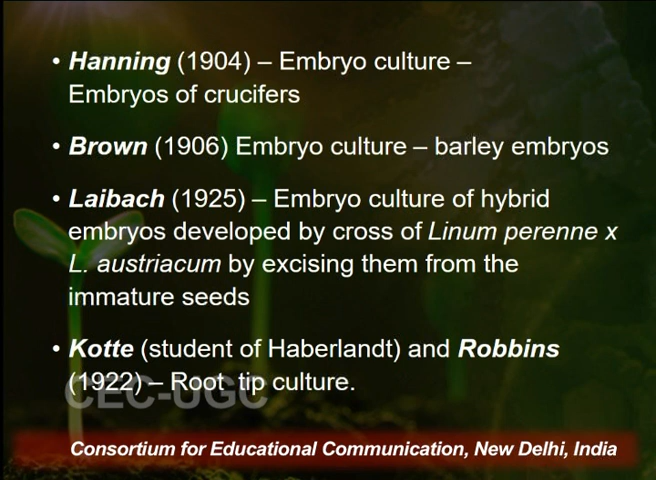 • Hanning (1904) – Embryo culture –
Embryos of crucifers
• Brown (1906) Embryo culture – barley embryos
• Laibach (1925) – Embryo culture of hybrid
embryos developed by cross of Linum perenne x
L. austriacum by excising them from the
immature seeds
• Kotte (student of Haberlandt) and Robbins
(1922) – Root tip culture.
CEC-UGC
Consortium for Educational Communication, New Delhi, India